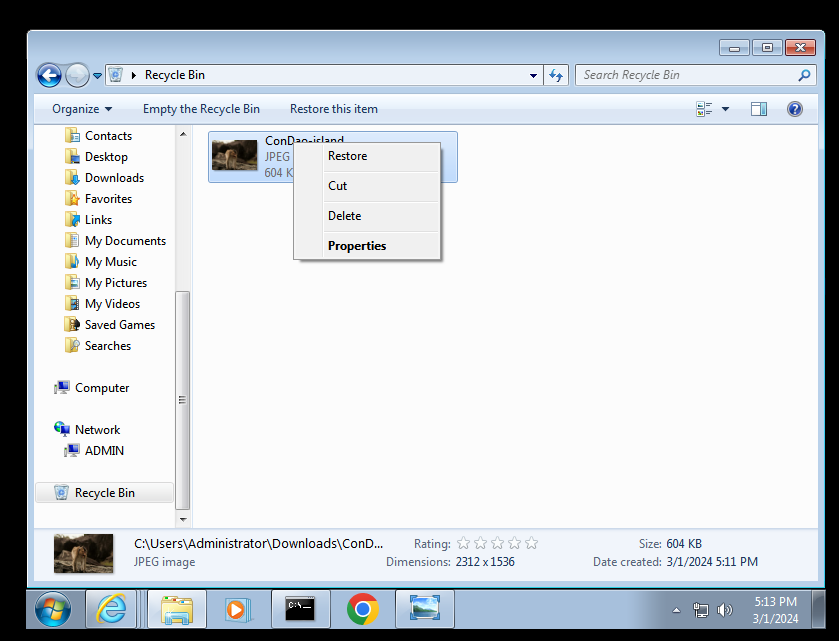 Recycle Bin
Search Recycle Bin
Organize
Empty the Recycle Bin
Restore this item
Contacts
Desktop
Downloads
Favorites
Links
My Documents
My Music
My Pictures
My Videos
Saved Games
Searches
Computer
Network
ADMIN
Recycle Bin
ConDao-island
JPEG
604 K
Restore
Cut
Delete
Properties
C:\Users\Administrator\Downloads\ConD...
JPEG image
Rating:
Dimensions: 2312 x 1536
Size: 604 KB
Date created: 3/1/2024 5:11 PM
C:\_
5:13 PM
3/1/2024